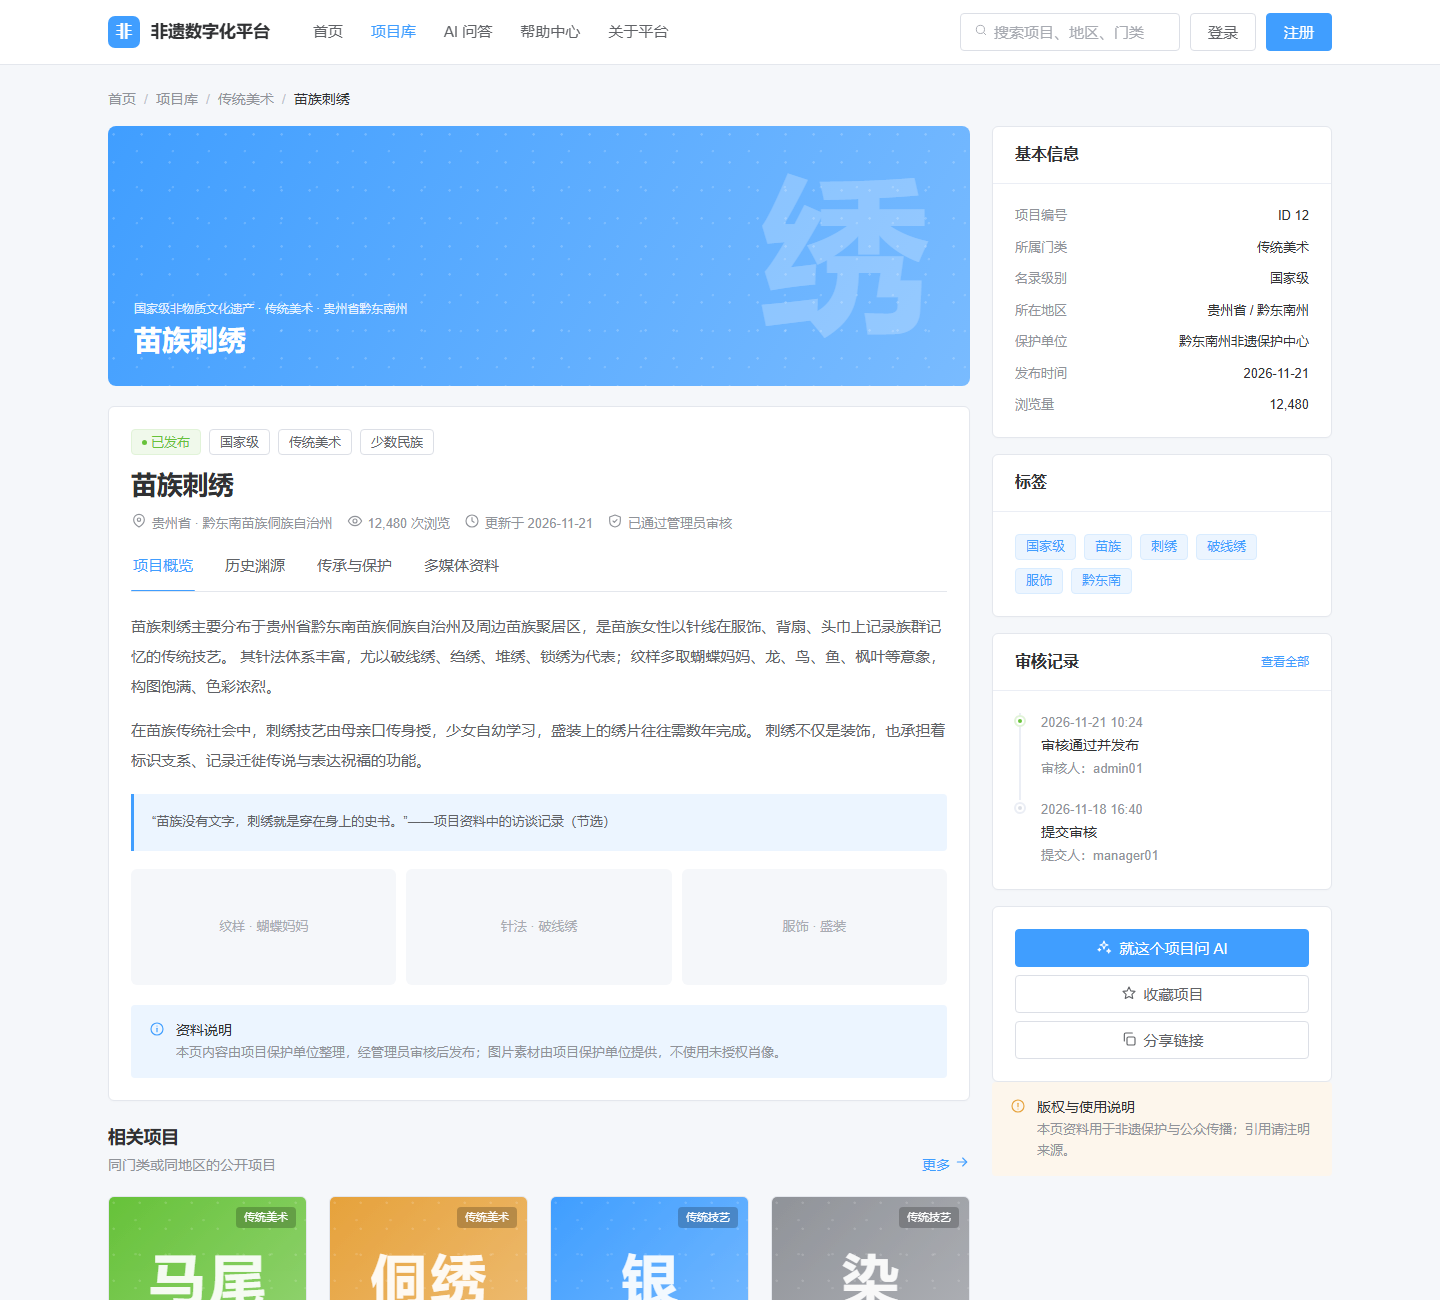 非 非遗数字化平台 首页 项目库 AI 问答 帮助中心 关于平台 搜索项目、地区、门类 登录 注册
首页 / 项目库 / 传统美术 / 苗族刺绣
绣
国家级非物质文化遗产 · 传统美术 · 贵州省黔东南州
苗族刺绣
已发布 国家级 传统美术 少数民族
苗族刺绣
贵州省 · 黔东南苗族侗族自治州 12,480 次浏览 更新于 2026-11-21 已通过管理员审核
项目概览 历史渊源 传承与保护 多媒体资料
苗族刺绣主要分布于贵州省黔东南苗族侗族自治州及周边苗族聚居区，是苗族女性以针线在服饰、背扇、头巾上记录族群记
忆的传统技艺。 其针法体系丰富，尤以破线绣、绉绣、堆绣、锁绣为代表；纹样多取蝴蝶妈妈、龙、鸟、鱼、枫叶等意象，
构图饱满、色彩浓烈。
在苗族传统社会中，刺绣技艺由母亲口传身授，少女自幼学习，盛装上的绣片往往需数年完成。 刺绣不仅是装饰，也承担着
标识支系、记录迁徙传说与表达祝福的功能。
“苗族没有文字，刺绣就是穿在身上的史书。”——项目资料中的访谈记录（节选）
纹样 · 蝴蝶妈妈 针法 · 破线绣 服饰 · 盛装
资料说明
本页内容由项目保护单位整理，经管理员审核后发布；图片素材由项目保护单位提供，不使用未授权肖像。
相关项目
同门类或同地区的公开项目 更多
传统美术 传统美术 传统技艺 传统技艺
马尾 侗绣 银 染
基本信息
项目编号 ID 12
所属门类 传统美术
名录级别 国家级
所在地区 贵州省 / 黔东南州
保护单位 黔东南州非遗保护中心
发布时间 2026-11-21
浏览量 12,480
标签
国家级 苗族 刺绣 破线绣
服饰 黔东南
审核记录 查看全部
2026-11-21 10:24
审核通过并发布
审核人：admin01
2026-11-18 16:40
提交审核
提交人：manager01
就这个项目问 AI
收藏项目
分享链接
版权与使用说明
本页资料用于非遗保护与公众传播；引用请注明
来源。